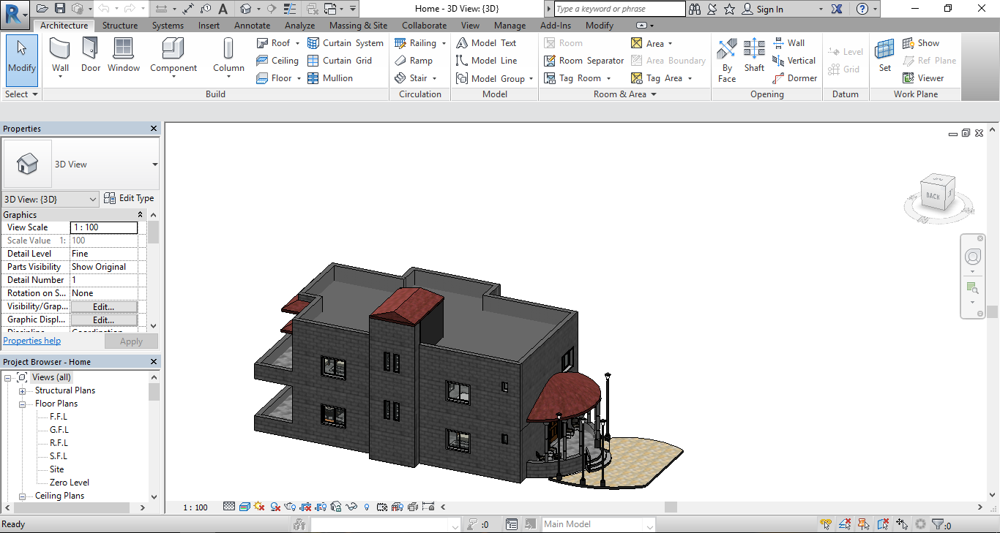 Home - 3D View: {3D}
Type a keyword or phrase
Sign In
Architecture Structure Systems Insert Annotate Analyze Massing & Site Collaborate View Manage Add-Ins Modify
Modify
Wall
Door
Window
Component
Column
Roof
Ceiling
Floor
Curtain System
Curtain Grid
Mullion
Railing
Ramp
Stair
Model Text
Model Line
Model Group
Room
Room Separator
Tag Room
Area
Area Boundary
Tag Area
By
Face
Shaft
Wall
Vertical
Dormer
Level
Grid
Set
Show
Ref Plane
Viewer
Select Build Circulation Model Room & Area Opening Datum Work Plane
Properties
3D View
3D View: {3D} Edit Type
Graphics
View Scale 1 : 100
Scale Value 1: 100
Detail Level Fine
Parts Visibility Show Original
Detail Number 1
Rotation on S... None
Visibility/Grap... Edit...
Graphic Displ... Edit...
Discipline Coordination
Properties help Apply
Project Browser - Home
Views (all)
Structural Plans
Floor Plans
F.F.L
G.F.L
R.F.L
S.F.L
Site
Zero Level
Ceiling Plans
BACK
1 : 100
Ready
:0
Main Model
:0